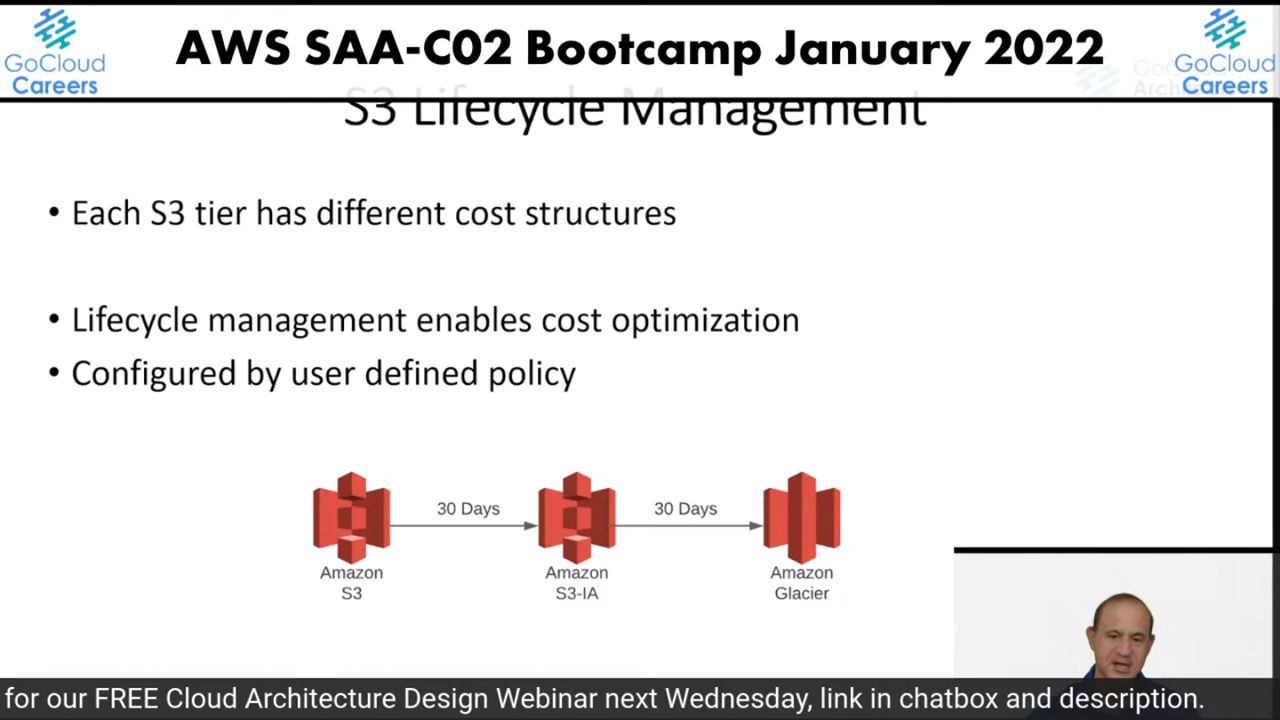 GoCloud
Careers
AWS SAA-C02 Bootcamp January 2022
GoCloud
Careers
S3 Lifecycle Management
• Each S3 tier has different cost structures
• Lifecycle management enables cost optimization
• Configured by user defined policy
30 Days
30 Days
Amazon
S3
Amazon
S3-IA
Amazon
Glacier
for our FREE Cloud Architecture Design Webinar next Wednesday, link in chatbox and description.